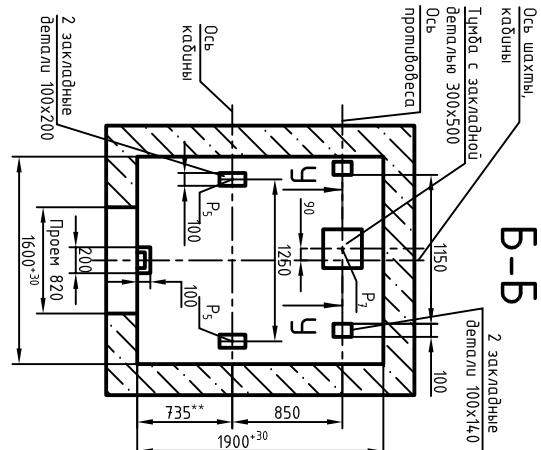 Б-Б
Ось шахты,
кабины
Тумба с закладной
деталью 300х500
Ось
противовеса
Ось
кабины
2 закладные
детали 100х200
2 закладные
детали 100х140
У
У
P₅
P₅
P₇
90
100
1150
1260
100
100
200
Проем 820
1600⁺³⁰
735**
850
1900⁺³⁰